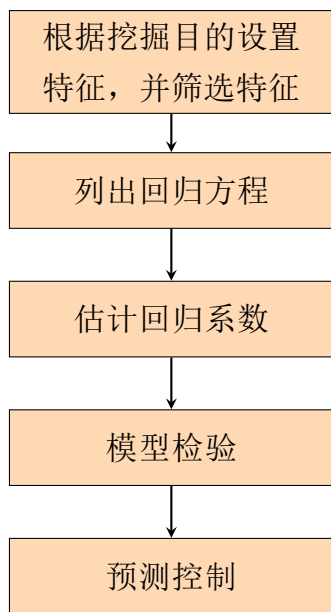 根据挖掘目的设置
特征，并筛选特征
列出回归方程
估计回归系数
模型检验
预测控制